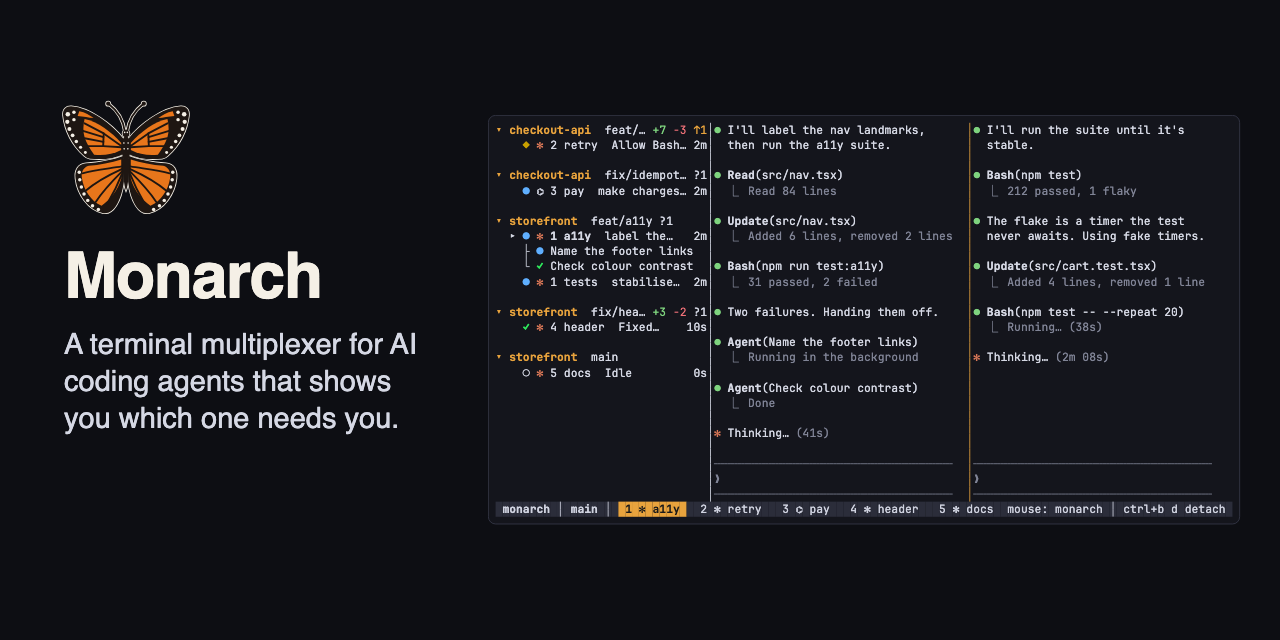 Monarch
A terminal multiplexer for AI
coding agents that shows
you which one needs you.
▾ checkout-api feat/… +7 -3 ↑1
◆ ✻ 2 retry Allow Bash… 2m
▾ checkout-api fix/idempot… ?1
● 3 pay make charges… 2m
▾ storefront feat/a11y ?1
▸ ● ✻ 1 a11y label the… 2m
├ ● Name the footer links
└ ✓ Check colour contrast
● ✻ 1 tests stabilise… 2m
▾ storefront fix/hea… +3 -2 ?1
✓ ✻ 4 header Fixed… 10s
▾ storefront main
○ ✻ 5 docs Idle 0s
● I'll label the nav landmarks,
then run the a11y suite.
● Read(src/nav.tsx)
⎿ Read 84 lines
● Update(src/nav.tsx)
⎿ Added 6 lines, removed 2 lines
● Bash(npm run test:a11y)
⎿ 31 passed, 2 failed
● Two failures. Handing them off.
● Agent(Name the footer links)
⎿ Running in the background
● Agent(Check colour contrast)
⎿ Done
✻ Thinking… (41s)
❯
● I'll run the suite until it's
stable.
● Bash(npm test)
⎿ 212 passed, 1 flaky
● The flake is a timer the test
never awaits. Using fake timers.
● Update(src/cart.test.tsx)
⎿ Added 4 lines, removed 1 line
● Bash(npm test -- --repeat 20)
⎿ Running… (38s)
✻ Thinking… (2m 08s)
❯
monarch │ main │ 1 ✻ a11y 2 ✻ retry 3 pay 4 ✻ header 5 ✻ docs mouse: monarch │ ctrl+b d detach